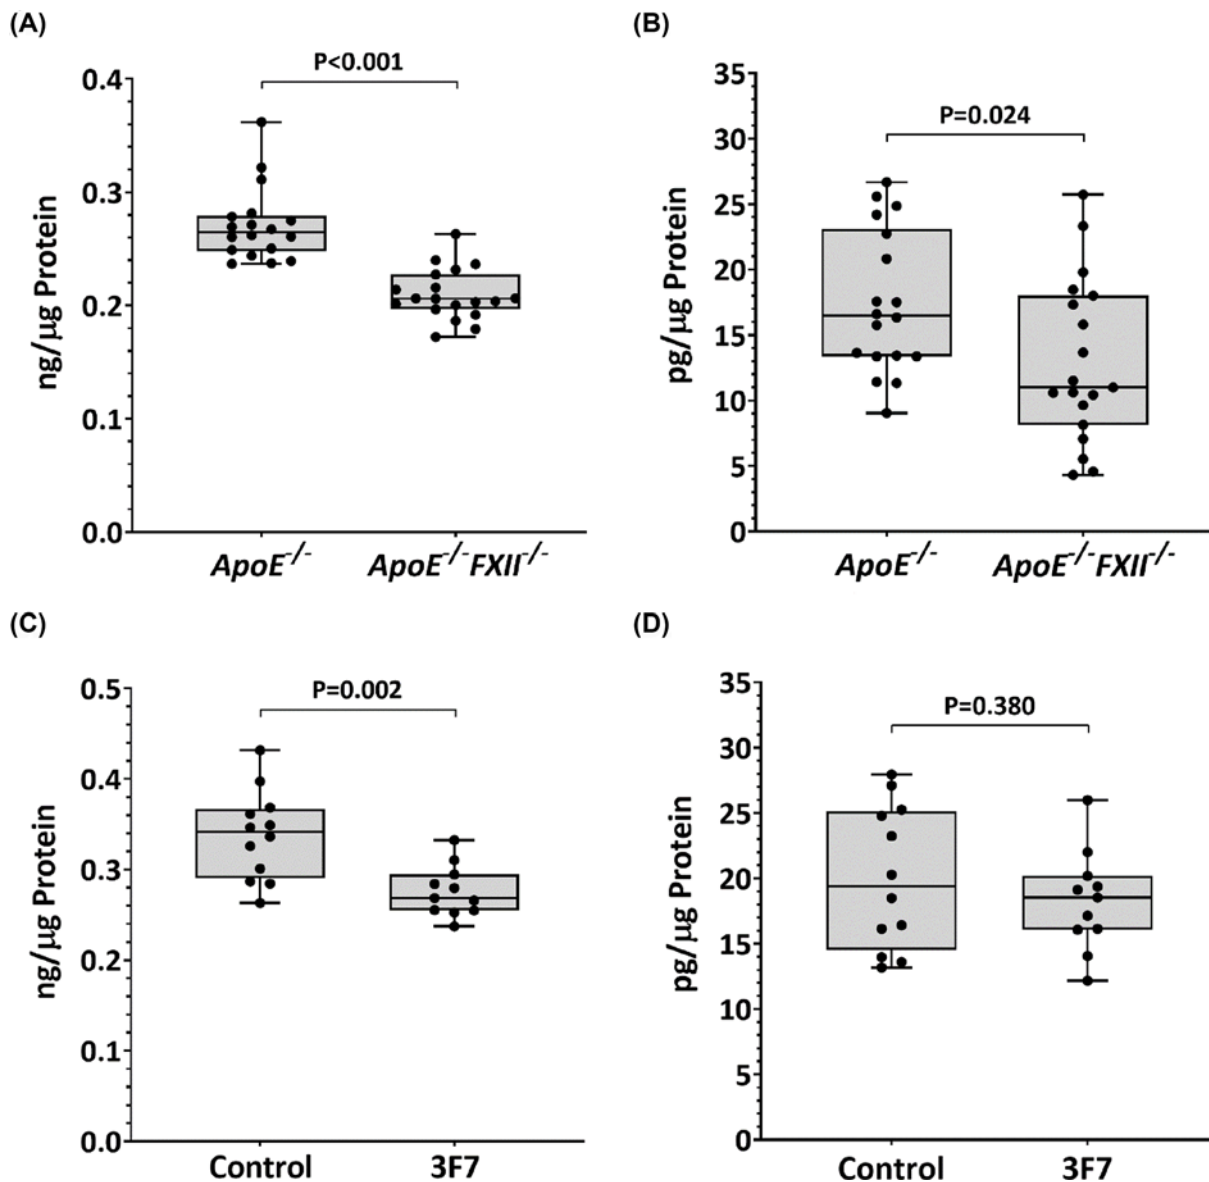 (A)
P<0.001
0.4
0.3
0.2
0.1
0.0
ng/µg Protein
ApoE⁻/⁻
ApoE⁻/⁻FXII⁻/⁻
(B)
P=0.024
35
30
25
20
15
10
5
0
pg/µg Protein
ApoE⁻/⁻
ApoE⁻/⁻FXII⁻/⁻
(C)
P=0.002
0.5
0.4
0.3
0.2
0.1
0.0
ng/µg Protein
Control
3F7
(D)
P=0.380
35
30
25
20
15
10
5
0
pg/µg Protein
Control
3F7